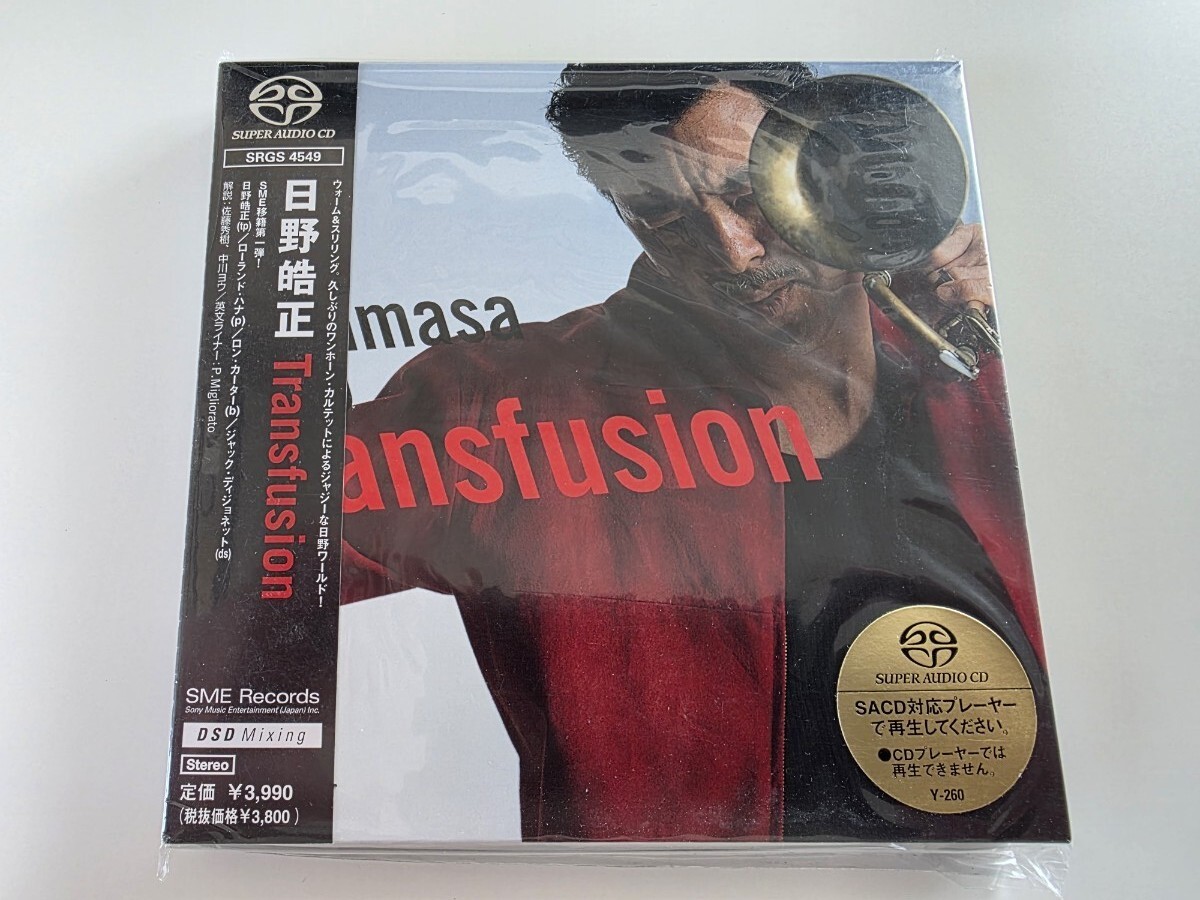 SUPER AUDIO CD
SRGS 4549
ウォーム&スリリング。久しぶりのワンホーン・カルテットによるジャジーな日野ワールド!
日野皓正 Transfusion
SME移籍第一弾!
日野皓正(tp)/ローランド・ハナ(p)/ロン・カーター(b)/ジャック・ディジョネット(ds)
解説:佐藤秀樹、中川ヨウ/英文ライナー:P.Migliorato
SME Records
Sony Music Entertainment (Japan) Inc.
DSD Mixing
Stereo
定価 ¥3,990
(税抜価格¥3,800)
masa
ansfusion
SUPER AUDIO CD
SACD対応プレーヤー
で再生してください。
●CDプレーヤーでは
再生できません。
Y-260